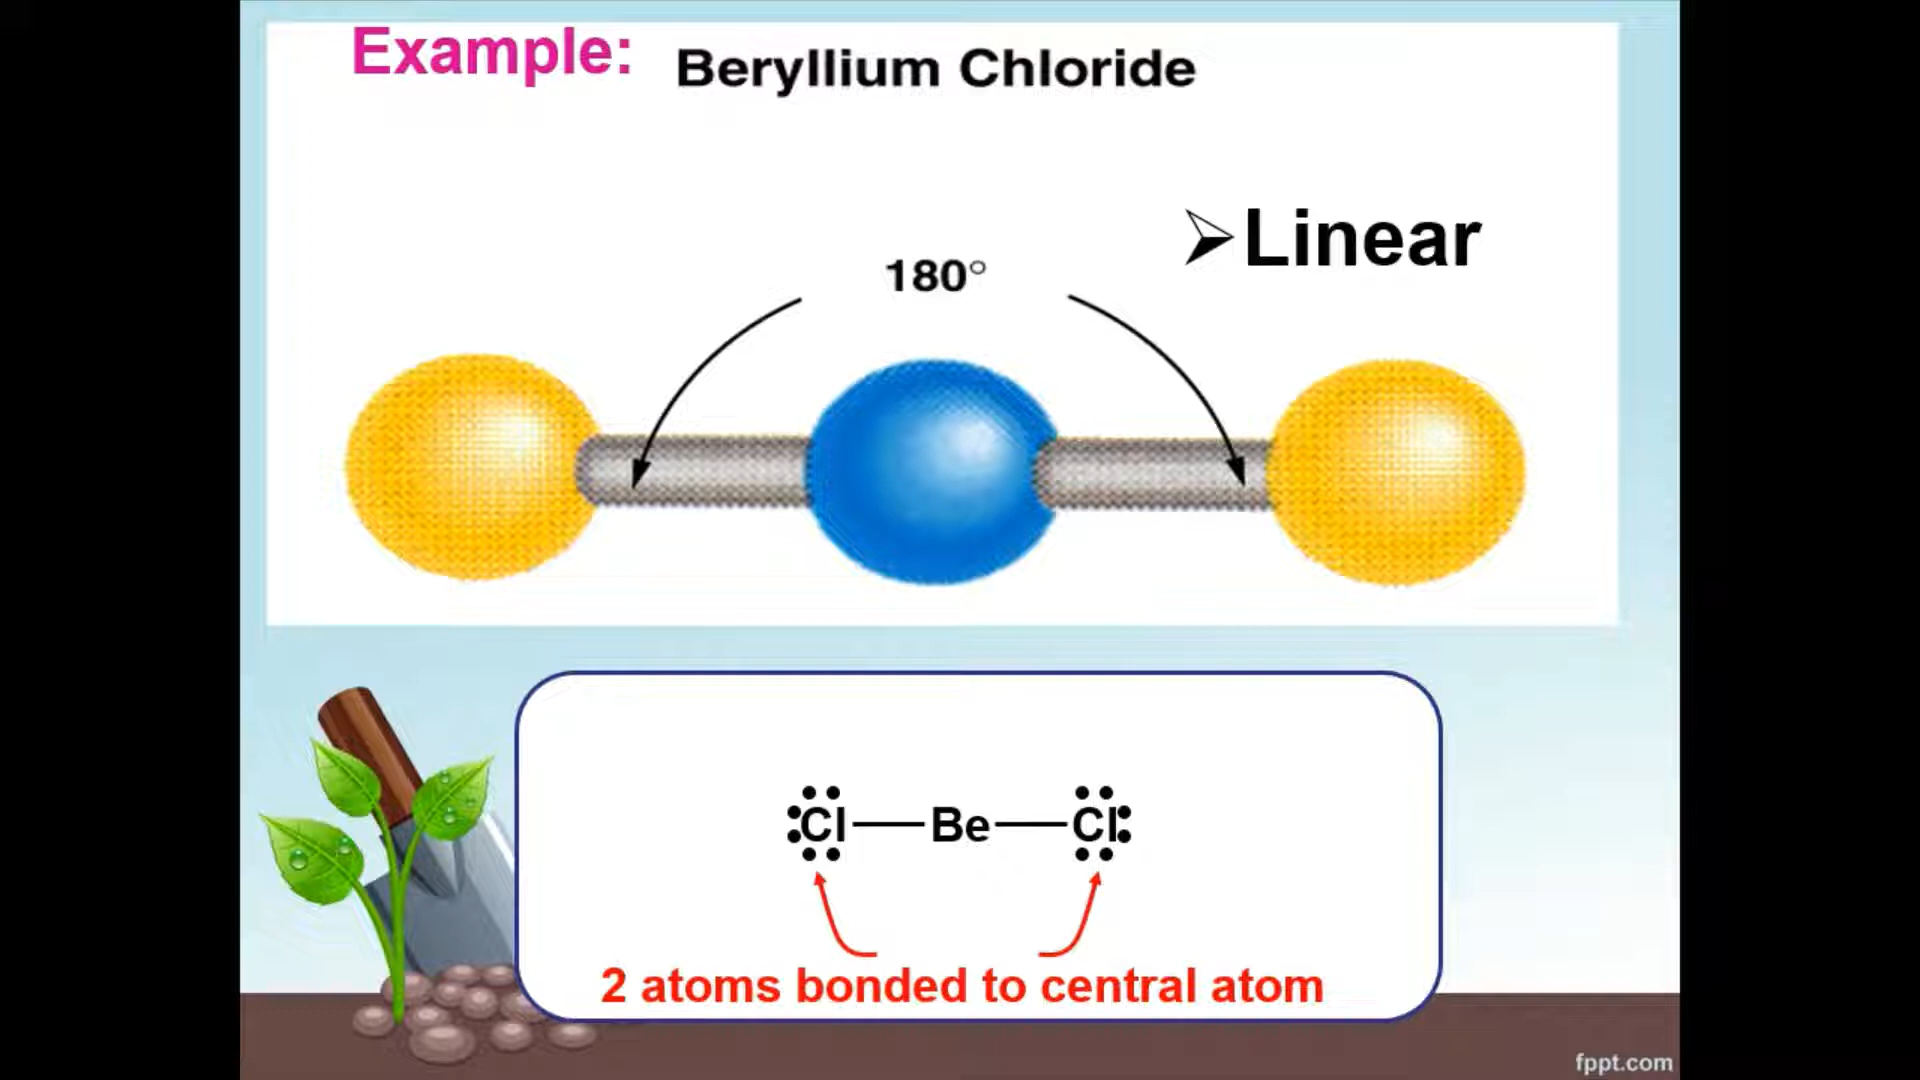 Example: Beryllium Chloride
➢Linear
180°
Cl—Be—Cl
2 atoms bonded to central atom
fppt.com